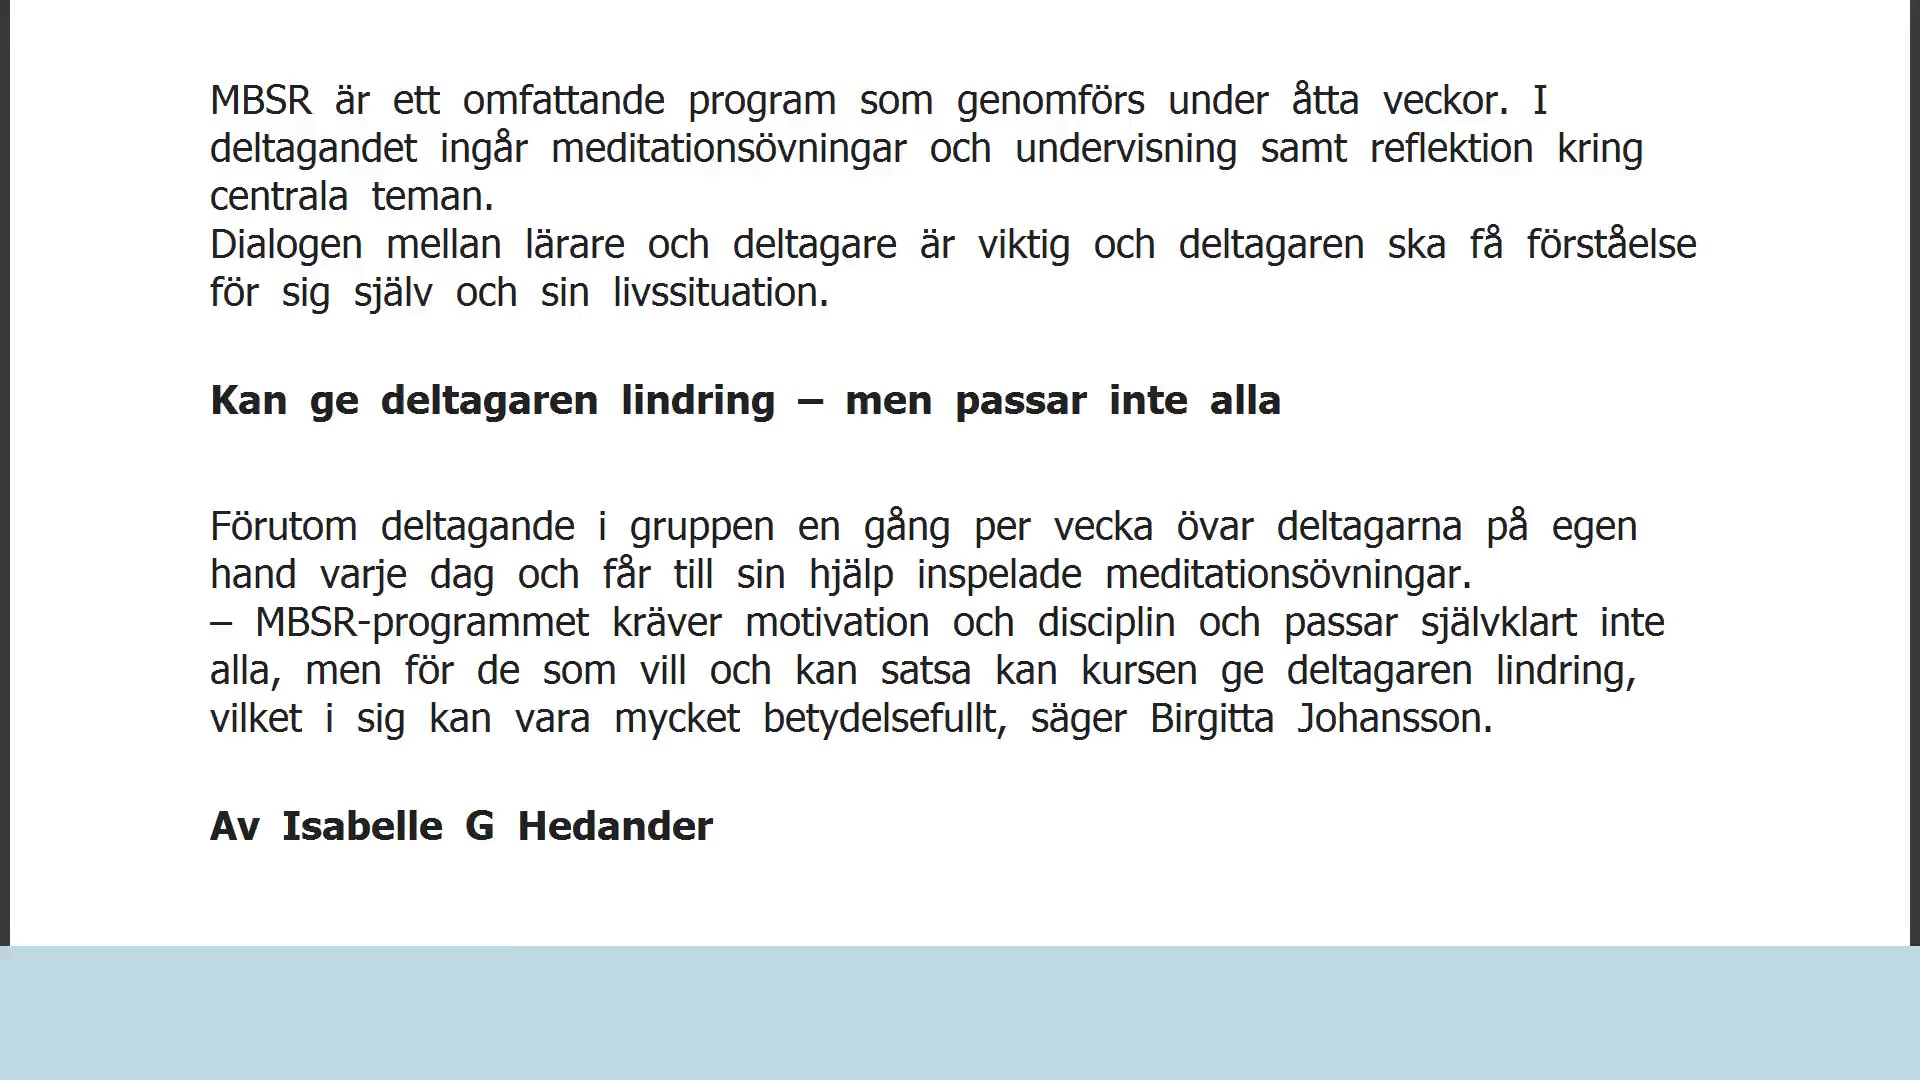 MBSR är ett omfattande program som genomförs under åtta veckor. I
deltagandet ingår meditationsövningar och undervisning samt reflektion kring
centrala teman.
Dialogen mellan lärare och deltagare är viktig och deltagaren ska få förståelse
för sig själv och sin livssituation.
Kan ge deltagaren lindring – men passar inte alla
Förutom deltagande i gruppen en gång per vecka övar deltagarna på egen
hand varje dag och får till sin hjälp inspelade meditationsövningar.
– MBSR-programmet kräver motivation och disciplin och passar självklart inte
alla, men för de som vill och kan satsa kan kursen ge deltagaren lindring,
vilket i sig kan vara mycket betydelsefullt, säger Birgitta Johansson.
Av Isabelle G Hedander